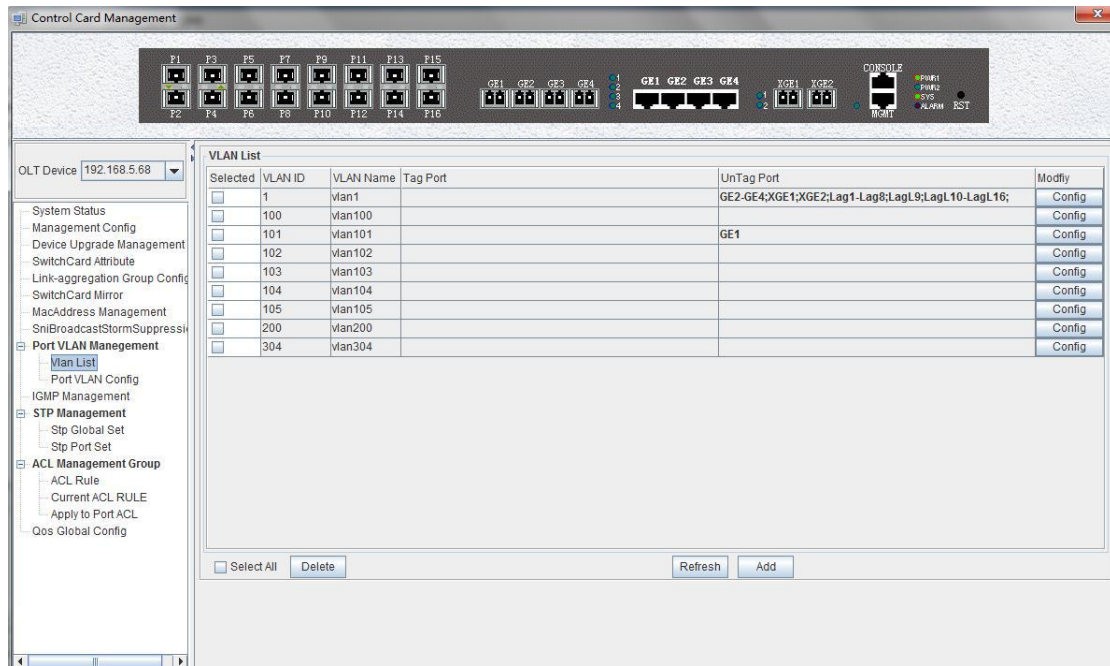 Control Card Management
P1 P3 P5 P7 P9 P11 P13 P15
P2 P4 P6 P8 P10 P12 P14 P16
GE1 GE2 GE3 GE4
1
2
3
4
GE1 GE2 GE3 GE4
1
2
XGE1 XGE2
CONSOLE
MGMT
PWR1
PWR2
SYS
ALARM
RST
OLT Device 192.168.5.68
System Status
Management Config
Device Upgrade Management
SwitchCard Attribute
Link-aggregation Group Config
SwitchCard Mirror
MacAddress Management
SniBroadcastStormSuppressi
Port VLAN Manegement
Vlan List
Port VLAN Config
IGMP Management
STP Management
Stp Global Set
Stp Port Set
ACL Management Group
ACL Rule
Current ACL RULE
Apply to Port ACL
Qos Global Config
VLAN List
Selected VLAN ID VLAN Name Tag Port UnTag Port Modfiy
1 vlan1 GE2-GE4;XGE1;XGE2;Lag1-Lag8;LagL9;LagL10-LagL16; Config
100 vlan100 Config
101 vlan101 GE1 Config
102 vlan102 Config
103 vlan103 Config
104 vlan104 Config
105 vlan105 Config
200 vlan200 Config
304 vlan304 Config
Select All Delete Refresh Add